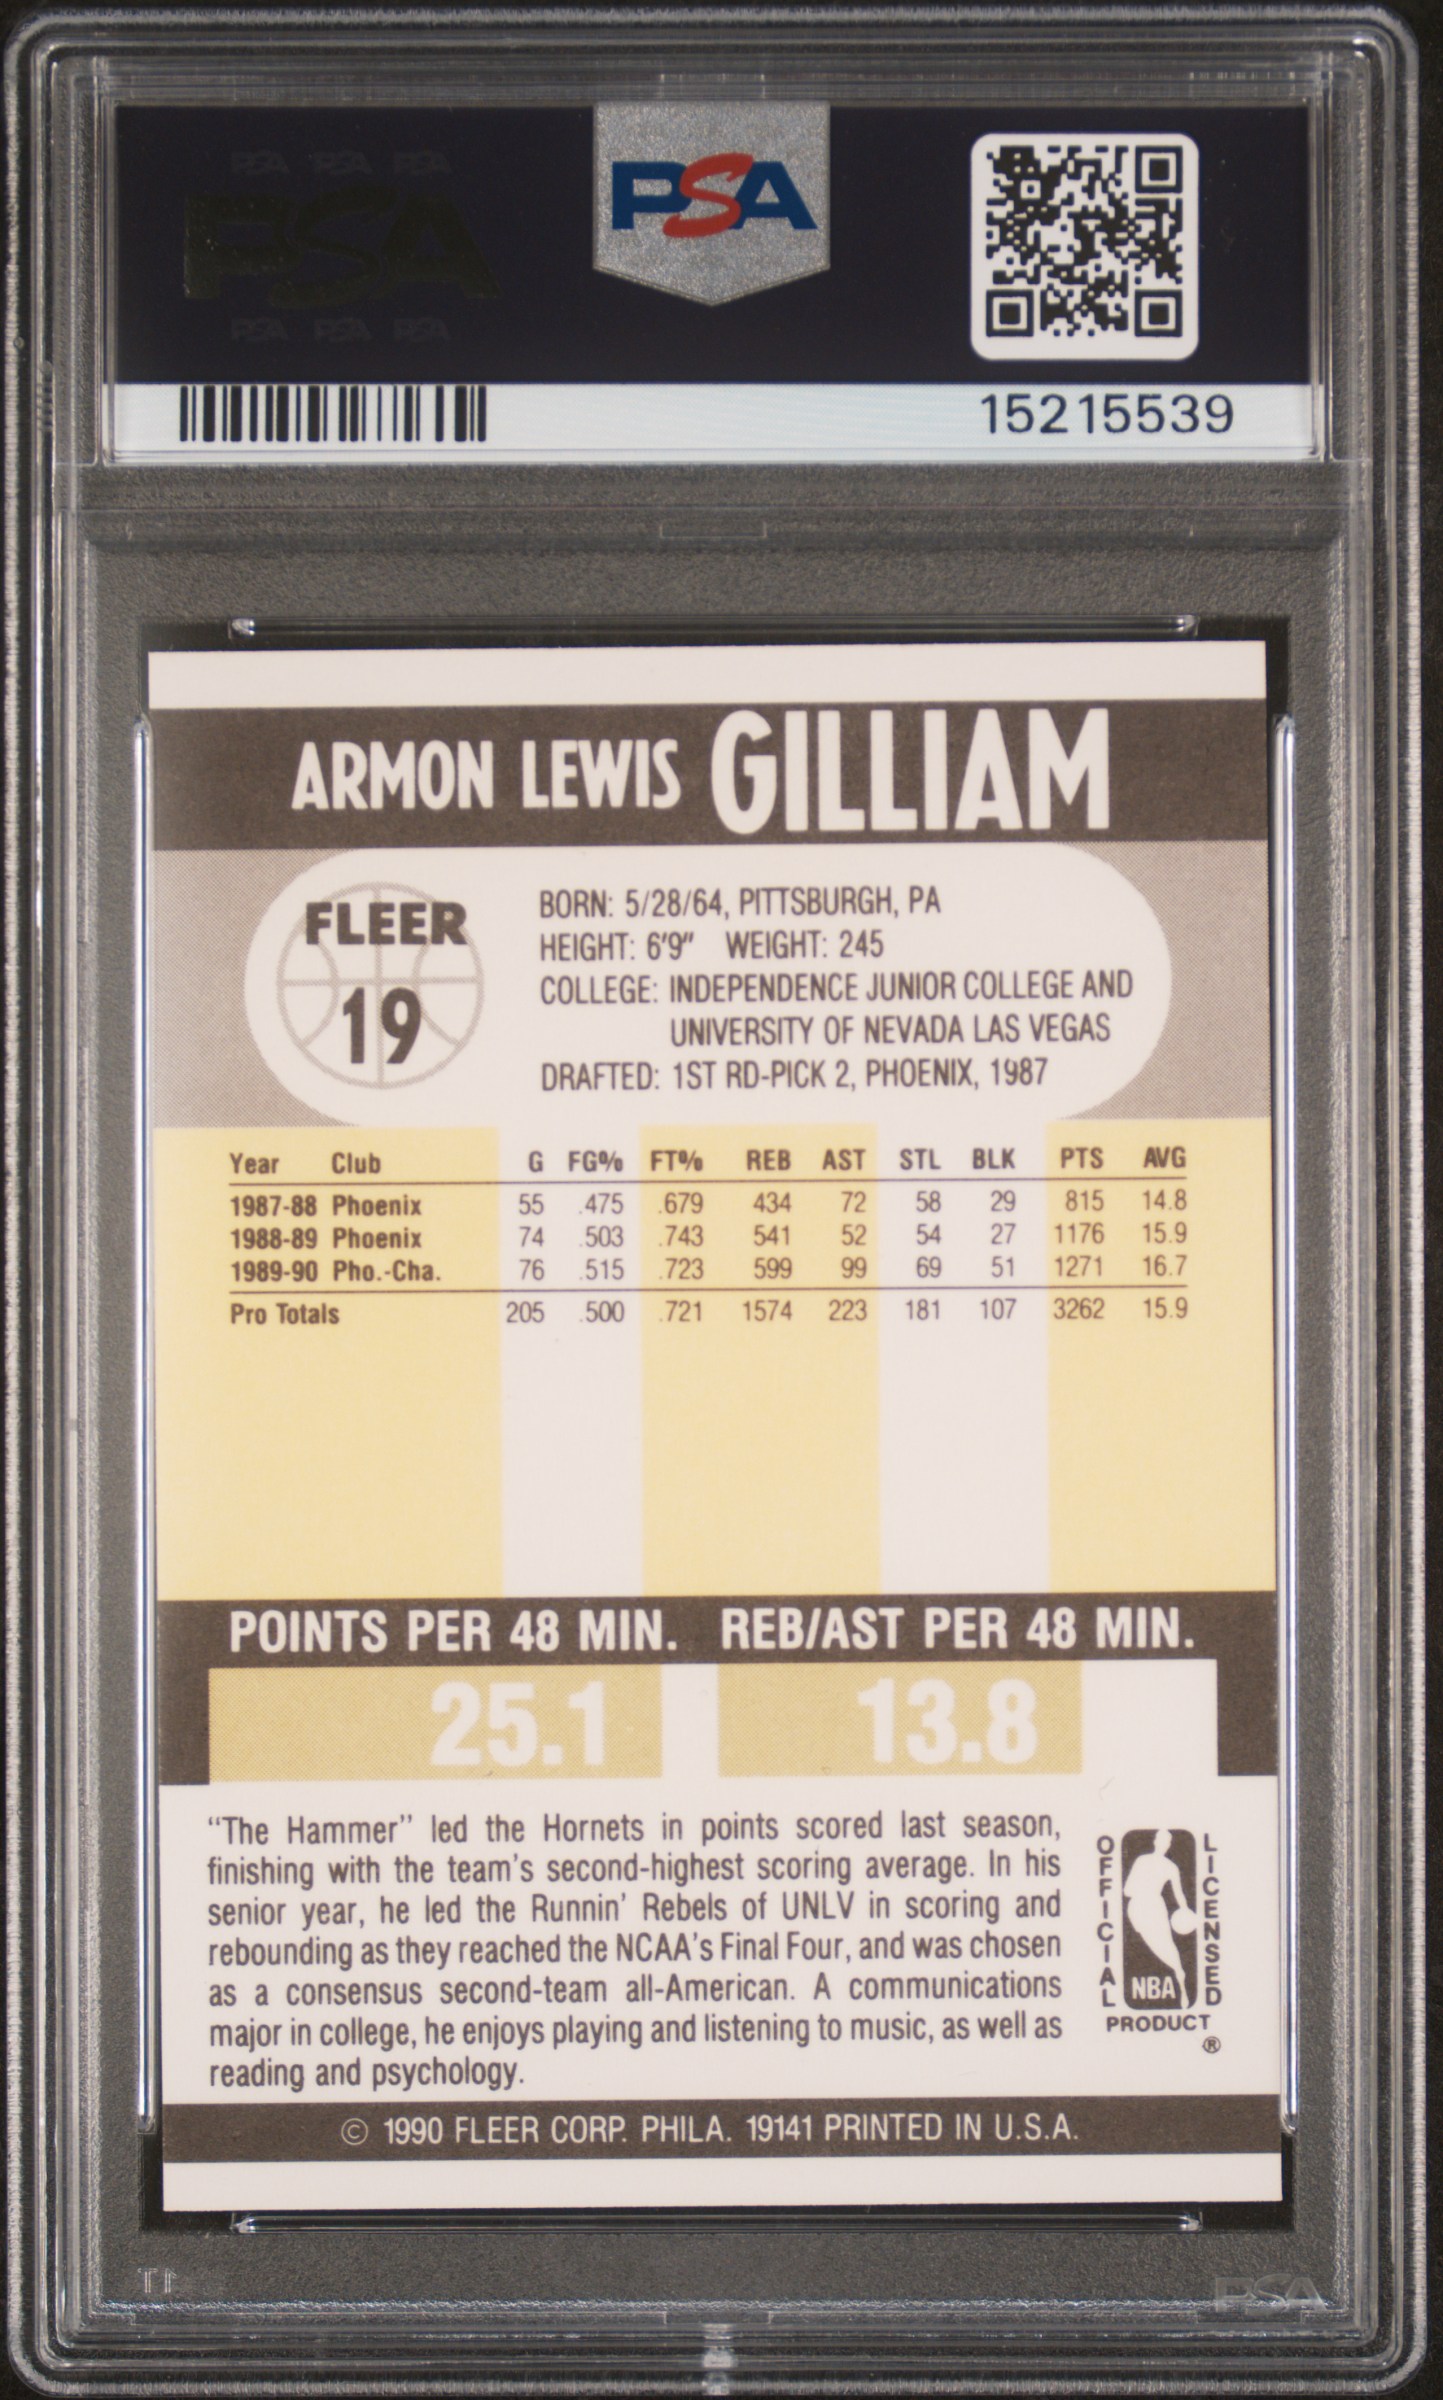 PSA PSA PSA
PSA
PSA PSA PSA
PSA
15215539
ARMON LEWIS GILLIAM
FLEER
19
BORN: 5/28/64, PITTSBURGH, PA
HEIGHT: 6'9" WEIGHT: 245
COLLEGE: INDEPENDENCE JUNIOR COLLEGE AND
UNIVERSITY OF NEVADA LAS VEGAS
DRAFTED: 1ST RD-PICK 2, PHOENIX, 1987
Year Club G FG% FT% REB AST STL BLK PTS AVG
1987-88 Phoenix 55 .475 .679 434 72 58 29 815 14.8
1988-89 Phoenix 74 .503 .743 541 52 54 27 1176 15.9
1989-90 Pho.-Cha. 76 .515 .723 599 99 69 51 1271 16.7
Pro Totals 205 .500 .721 1574 223 181 107 3262 15.9
POINTS PER 48 MIN. REB/AST PER 48 MIN.
25.1 13.8
“The Hammer” led the Hornets in points scored last season,
finishing with the team's second-highest scoring average. In his
senior year, he led the Runnin' Rebels of UNLV in scoring and
rebounding as they reached the NCAA's Final Four, and was chosen
as a consensus second-team all-American. A communications
major in college, he enjoys playing and listening to music, as well as
reading and psychology.
OFFICIAL
NBA
LICENSED
PRODUCT
®
© 1990 FLEER CORP. PHILA. 19141 PRINTED IN U.S.A.
PSA